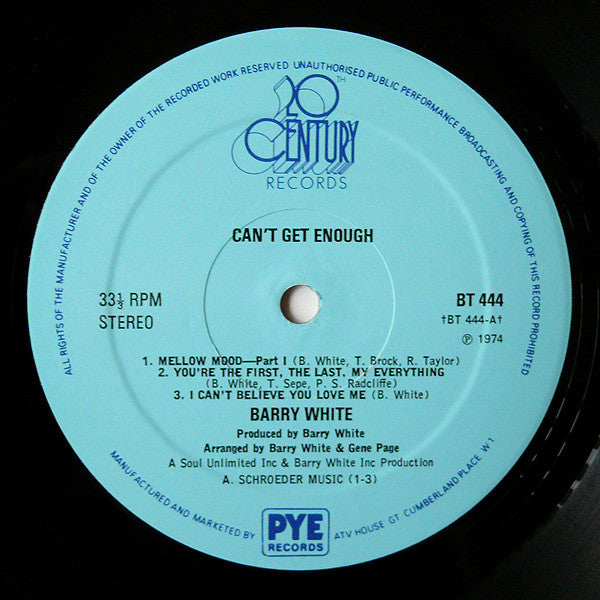 ALL RIGHTS OF THE MANUFACTURER AND OF THE OWNER OF THE RECORDED WORK RESERVED UNAUTHORISED PUBLIC PERFORMANCE BROADCASTING AND COPYING OF THIS RECORD PROHIBITED
20TH
CENTURY
RECORDS
CAN'T GET ENOUGH
33⅓ RPM
STEREO
BT 444
†BT 444-A†
Ⓟ 1974
1. MELLOW MOOD—Part I (B. White, T. Brock, R. Taylor)
2. YOU'RE THE FIRST, THE LAST, MY EVERYTHING
(B. White, T. Sepe, P. S. Radcliffe)
3. I CAN'T BELIEVE YOU LOVE ME (B. White)
BARRY WHITE
Produced by Barry White
Arranged by Barry White & Gene Page
A Soul Unlimited Inc & Barry White Inc Production
A. SCHROEDER MUSIC (1-3)
MANUFACTURED AND MARKETED BY
PYE
RECORDS
ATV HOUSE GT CUMBERLAND PLACE W1